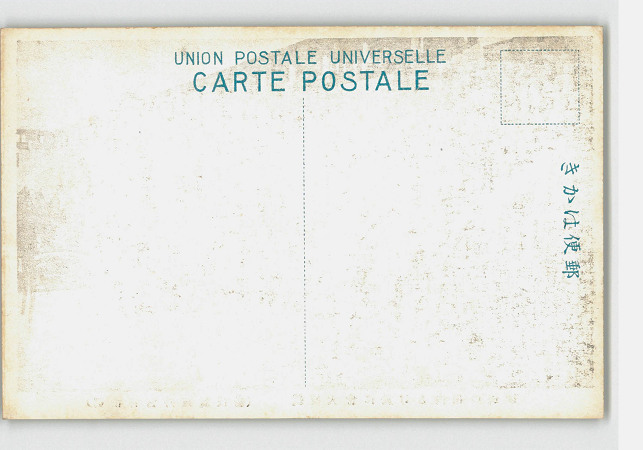 UNION POSTALE UNIVERSELLE
CARTE POSTALE
きかは便郵